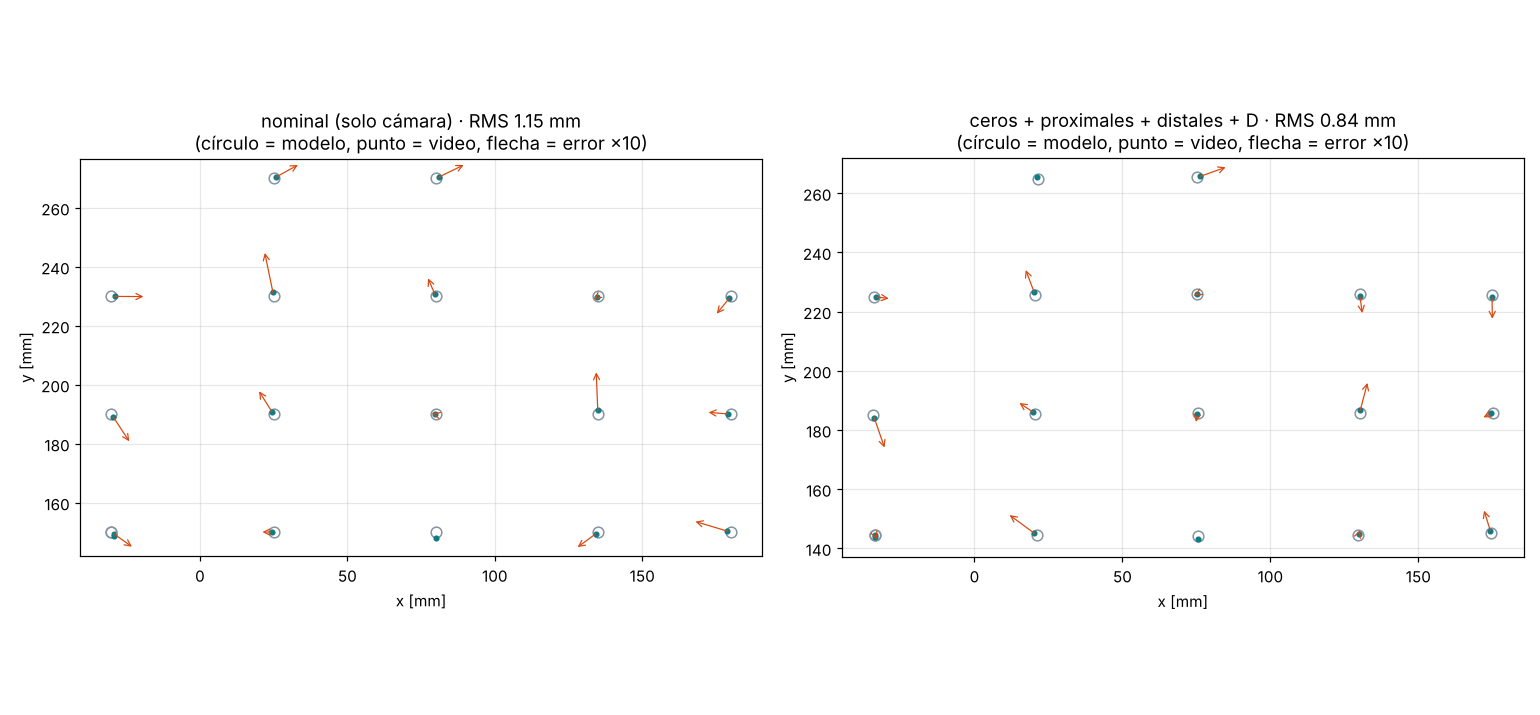 nominal (solo cámara) · RMS 1.15 mm
(círculo = modelo, punto = video, flecha = error ×10)
260
240
220
200
180
160
y [mm]
0
50
100
150
x [mm]
ceros + proximales + distales + D · RMS 0.84 mm
(círculo = modelo, punto = video, flecha = error ×10)
260
240
220
200
180
160
140
y [mm]
0
50
100
150
x [mm]